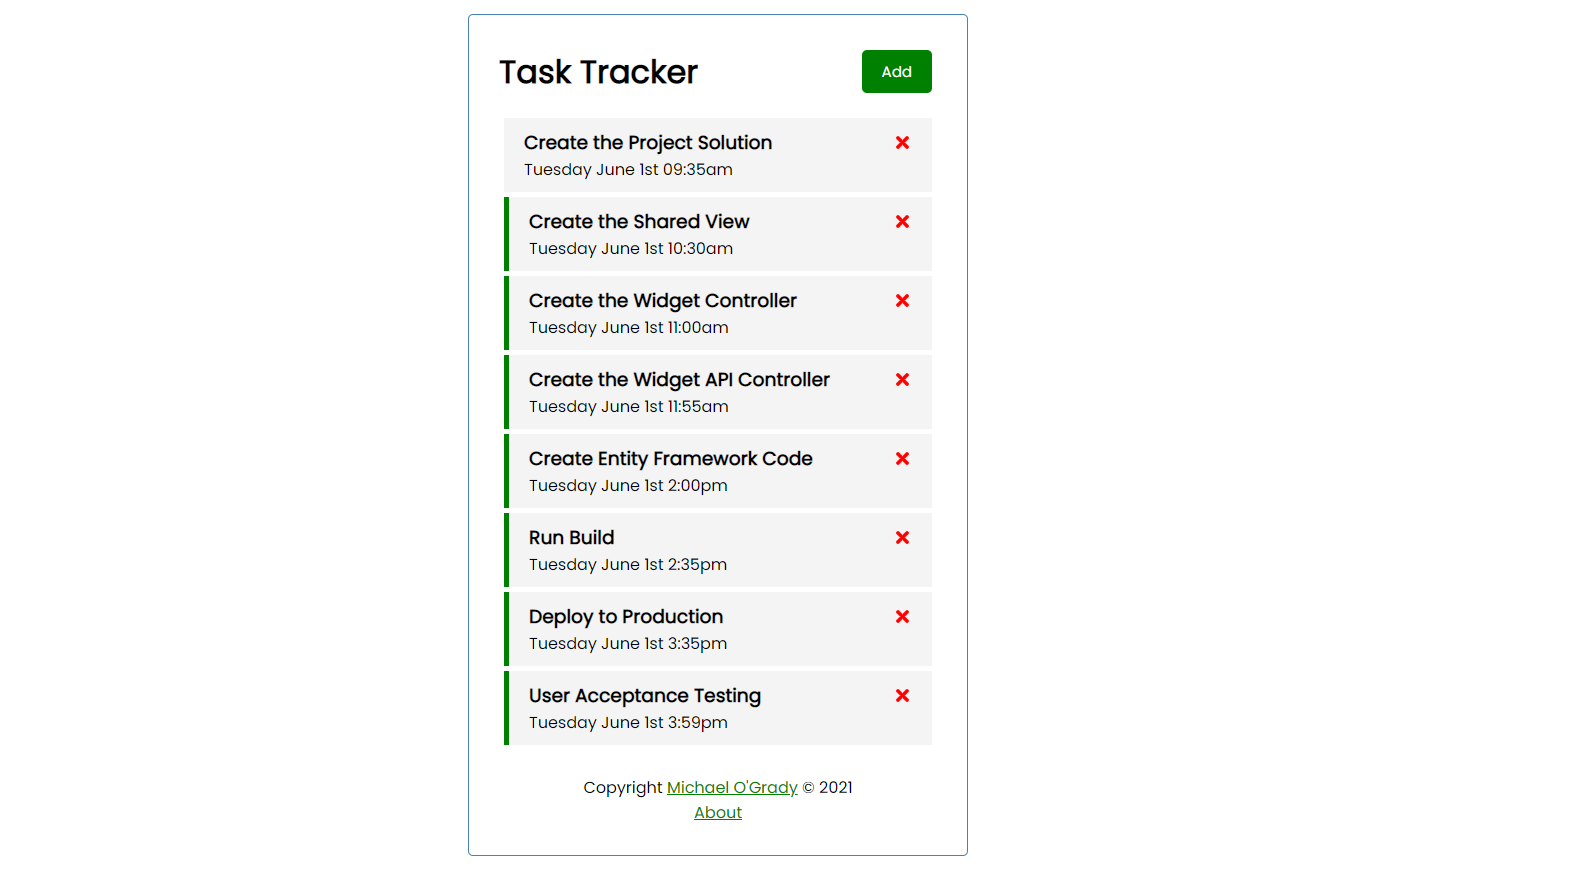 Task Tracker
Add
Create the Project Solution
Tuesday June 1st 09:35am
Create the Shared View
Tuesday June 1st 10:30am
Create the Widget Controller
Tuesday June 1st 11:00am
Create the Widget API Controller
Tuesday June 1st 11:55am
Create Entity Framework Code
Tuesday June 1st 2:00pm
Run Build
Tuesday June 1st 2:35pm
Deploy to Production
Tuesday June 1st 3:35pm
User Acceptance Testing
Tuesday June 1st 3:59pm
Copyright Michael O'Grady © 2021
About